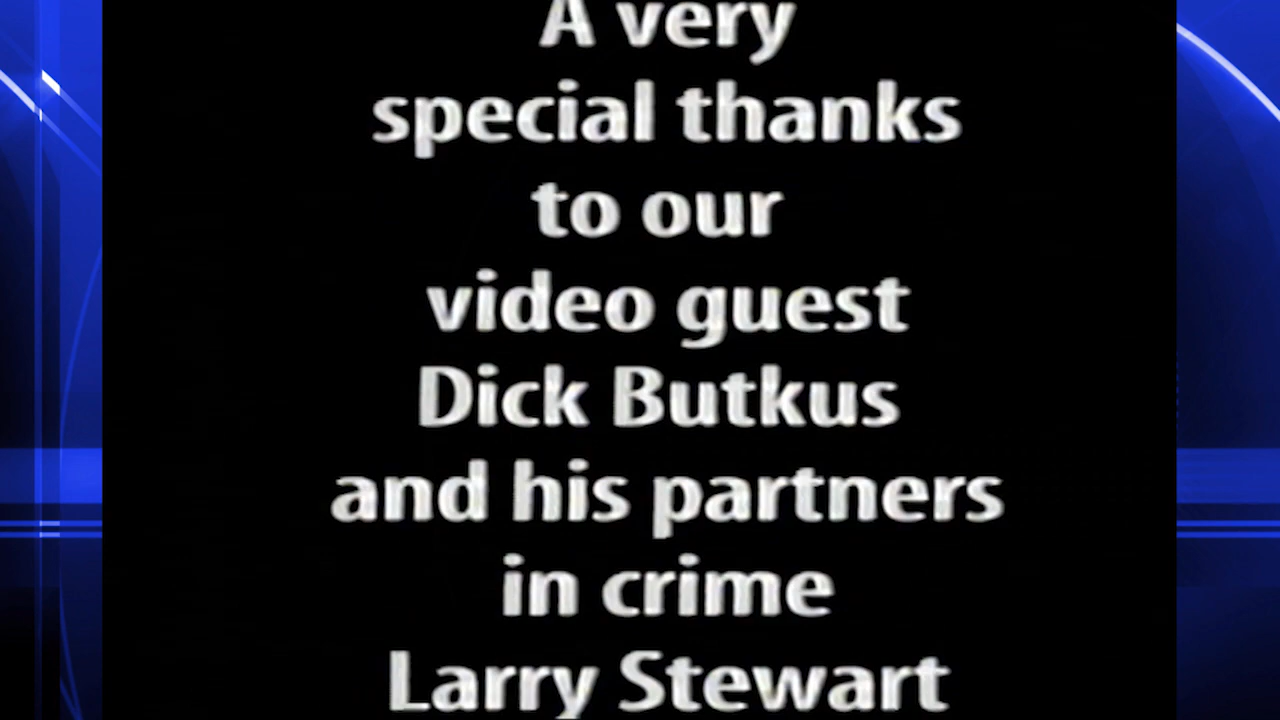 A very
special thanks
to our
video guest
Dick Butkus
and his partners
in crime
Larry Stewart